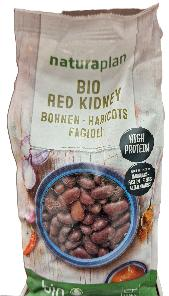 naturaplan
BIO
RED KIDNEY
BOHNEN - HARICOTS
FAGIOLI
HIGH
PROTEIN
bio